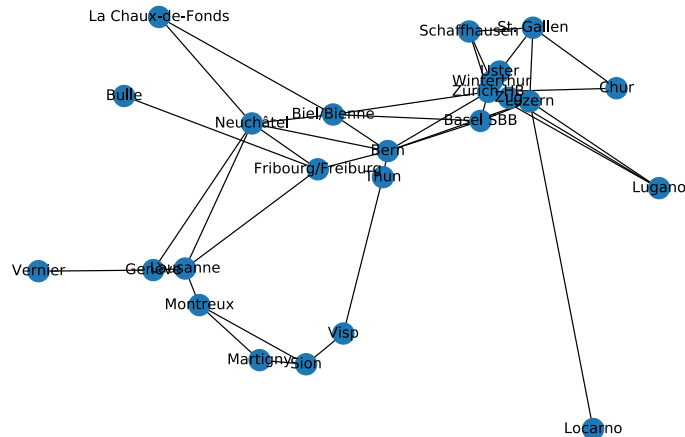 La Chaux-de-Fonds
Schaffhausen
St. Gallen
Uster
Winterthur
Zürich HB
Zug
Luzern
Chur
Bulle
Neuchâtel
Biel/Bienne
Basel SBB
Bern
Fribourg/Freiburg
Thun
Lugano
Vernier
Genève
Lausanne
Montreux
Visp
Martigny
Sion
Locarno